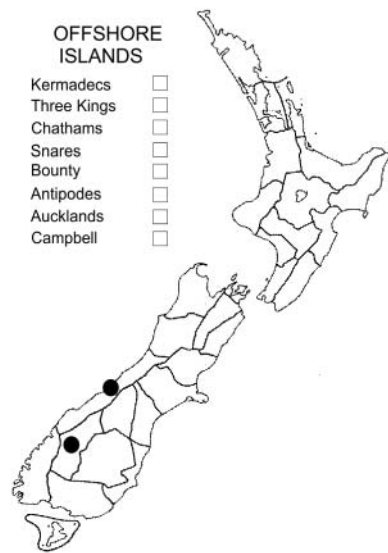 OFFSHORE
ISLANDS
Kermadecs
Three Kings
Chathams
Snares
Bounty
Antipodes
Aucklands
Campbell